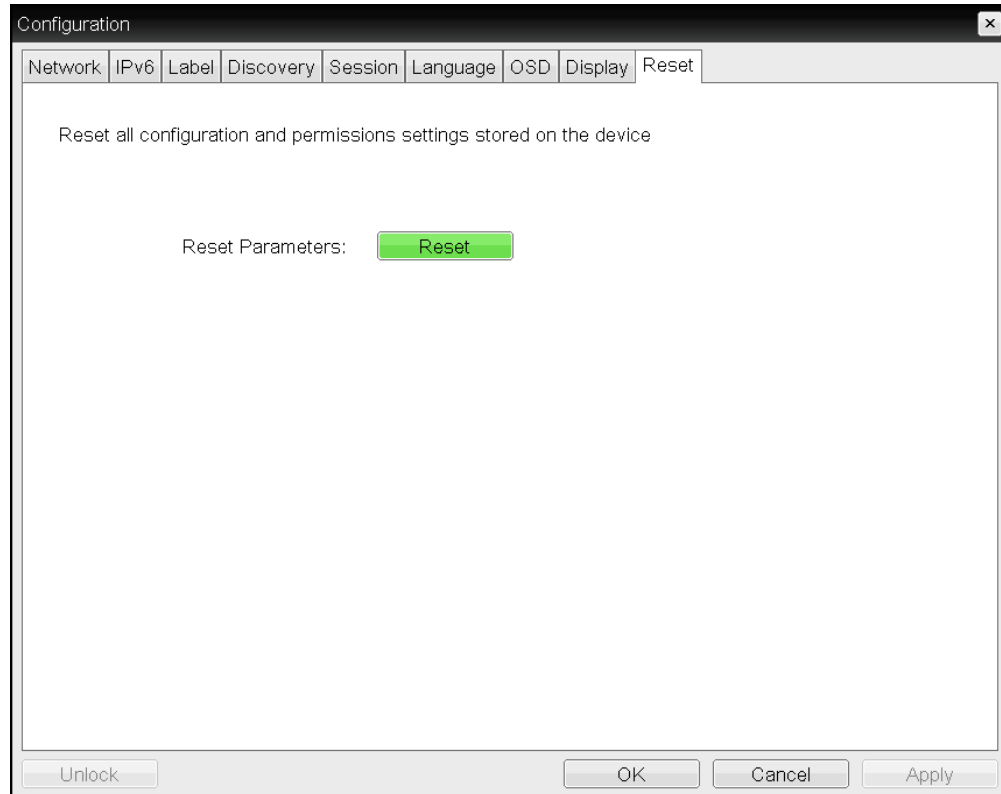 Configuration
Network IPv6 Label Discovery Session Language OSD Display Reset
Reset all configuration and permissions settings stored on the device
Reset Parameters: Reset
Unlock OK Cancel Apply